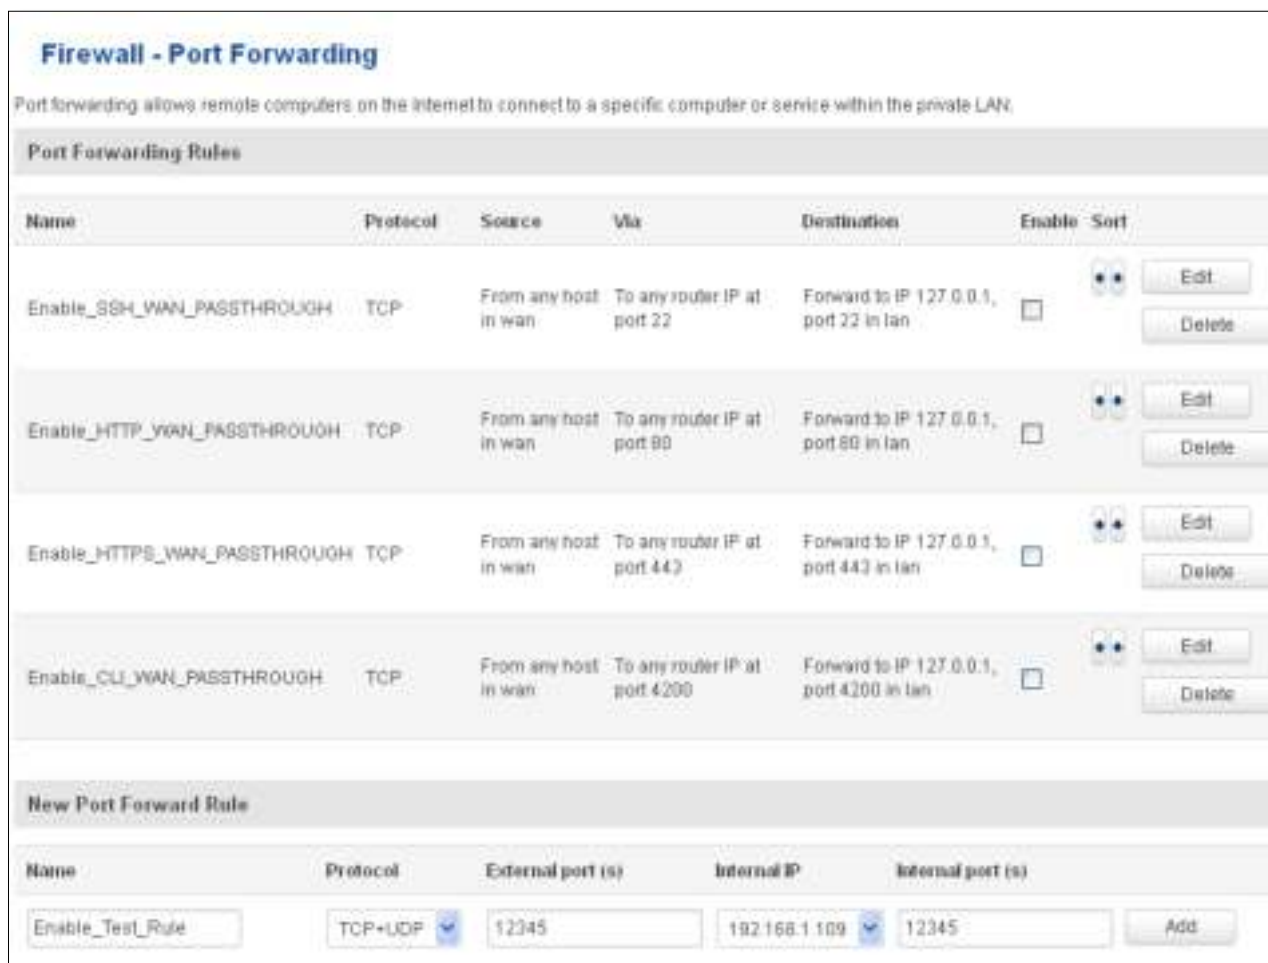 Firewall - Port Forwarding
Port forwarding allows remote computers on the Internet to connect to a specific computer or service within the private LAN.
Port Forwarding Rules
Name Protocol Source Via Destination Enable Sort
Enable_SSH_WAN_PASSTHROUGH TCP From any host in wan To any router IP at port 22 Forward to IP 127.0.0.1, port 22 in lan Edit
Delete
Enable_HTTP_WAN_PASSTHROUGH TCP From any host in wan To any router IP at port 80 Forward to IP 127.0.0.1, port 80 in lan Edit
Delete
Enable_HTTPS_WAN_PASSTHROUGH TCP From any host in wan To any router IP at port 443 Forward to IP 127.0.0.1, port 443 in lan Edit
Delete
Enable_CLI_WAN_PASSTHROUGH TCP From any host in wan To any router IP at port 4200 Forward to IP 127.0.0.1, port 4200 in lan Edit
Delete
New Port Forward Rule
Name Protocol External port (s) Internal IP Internal port (s)
Enable_Test_Rule TCP+UDP 12345 192.168.1.109 12345 Add